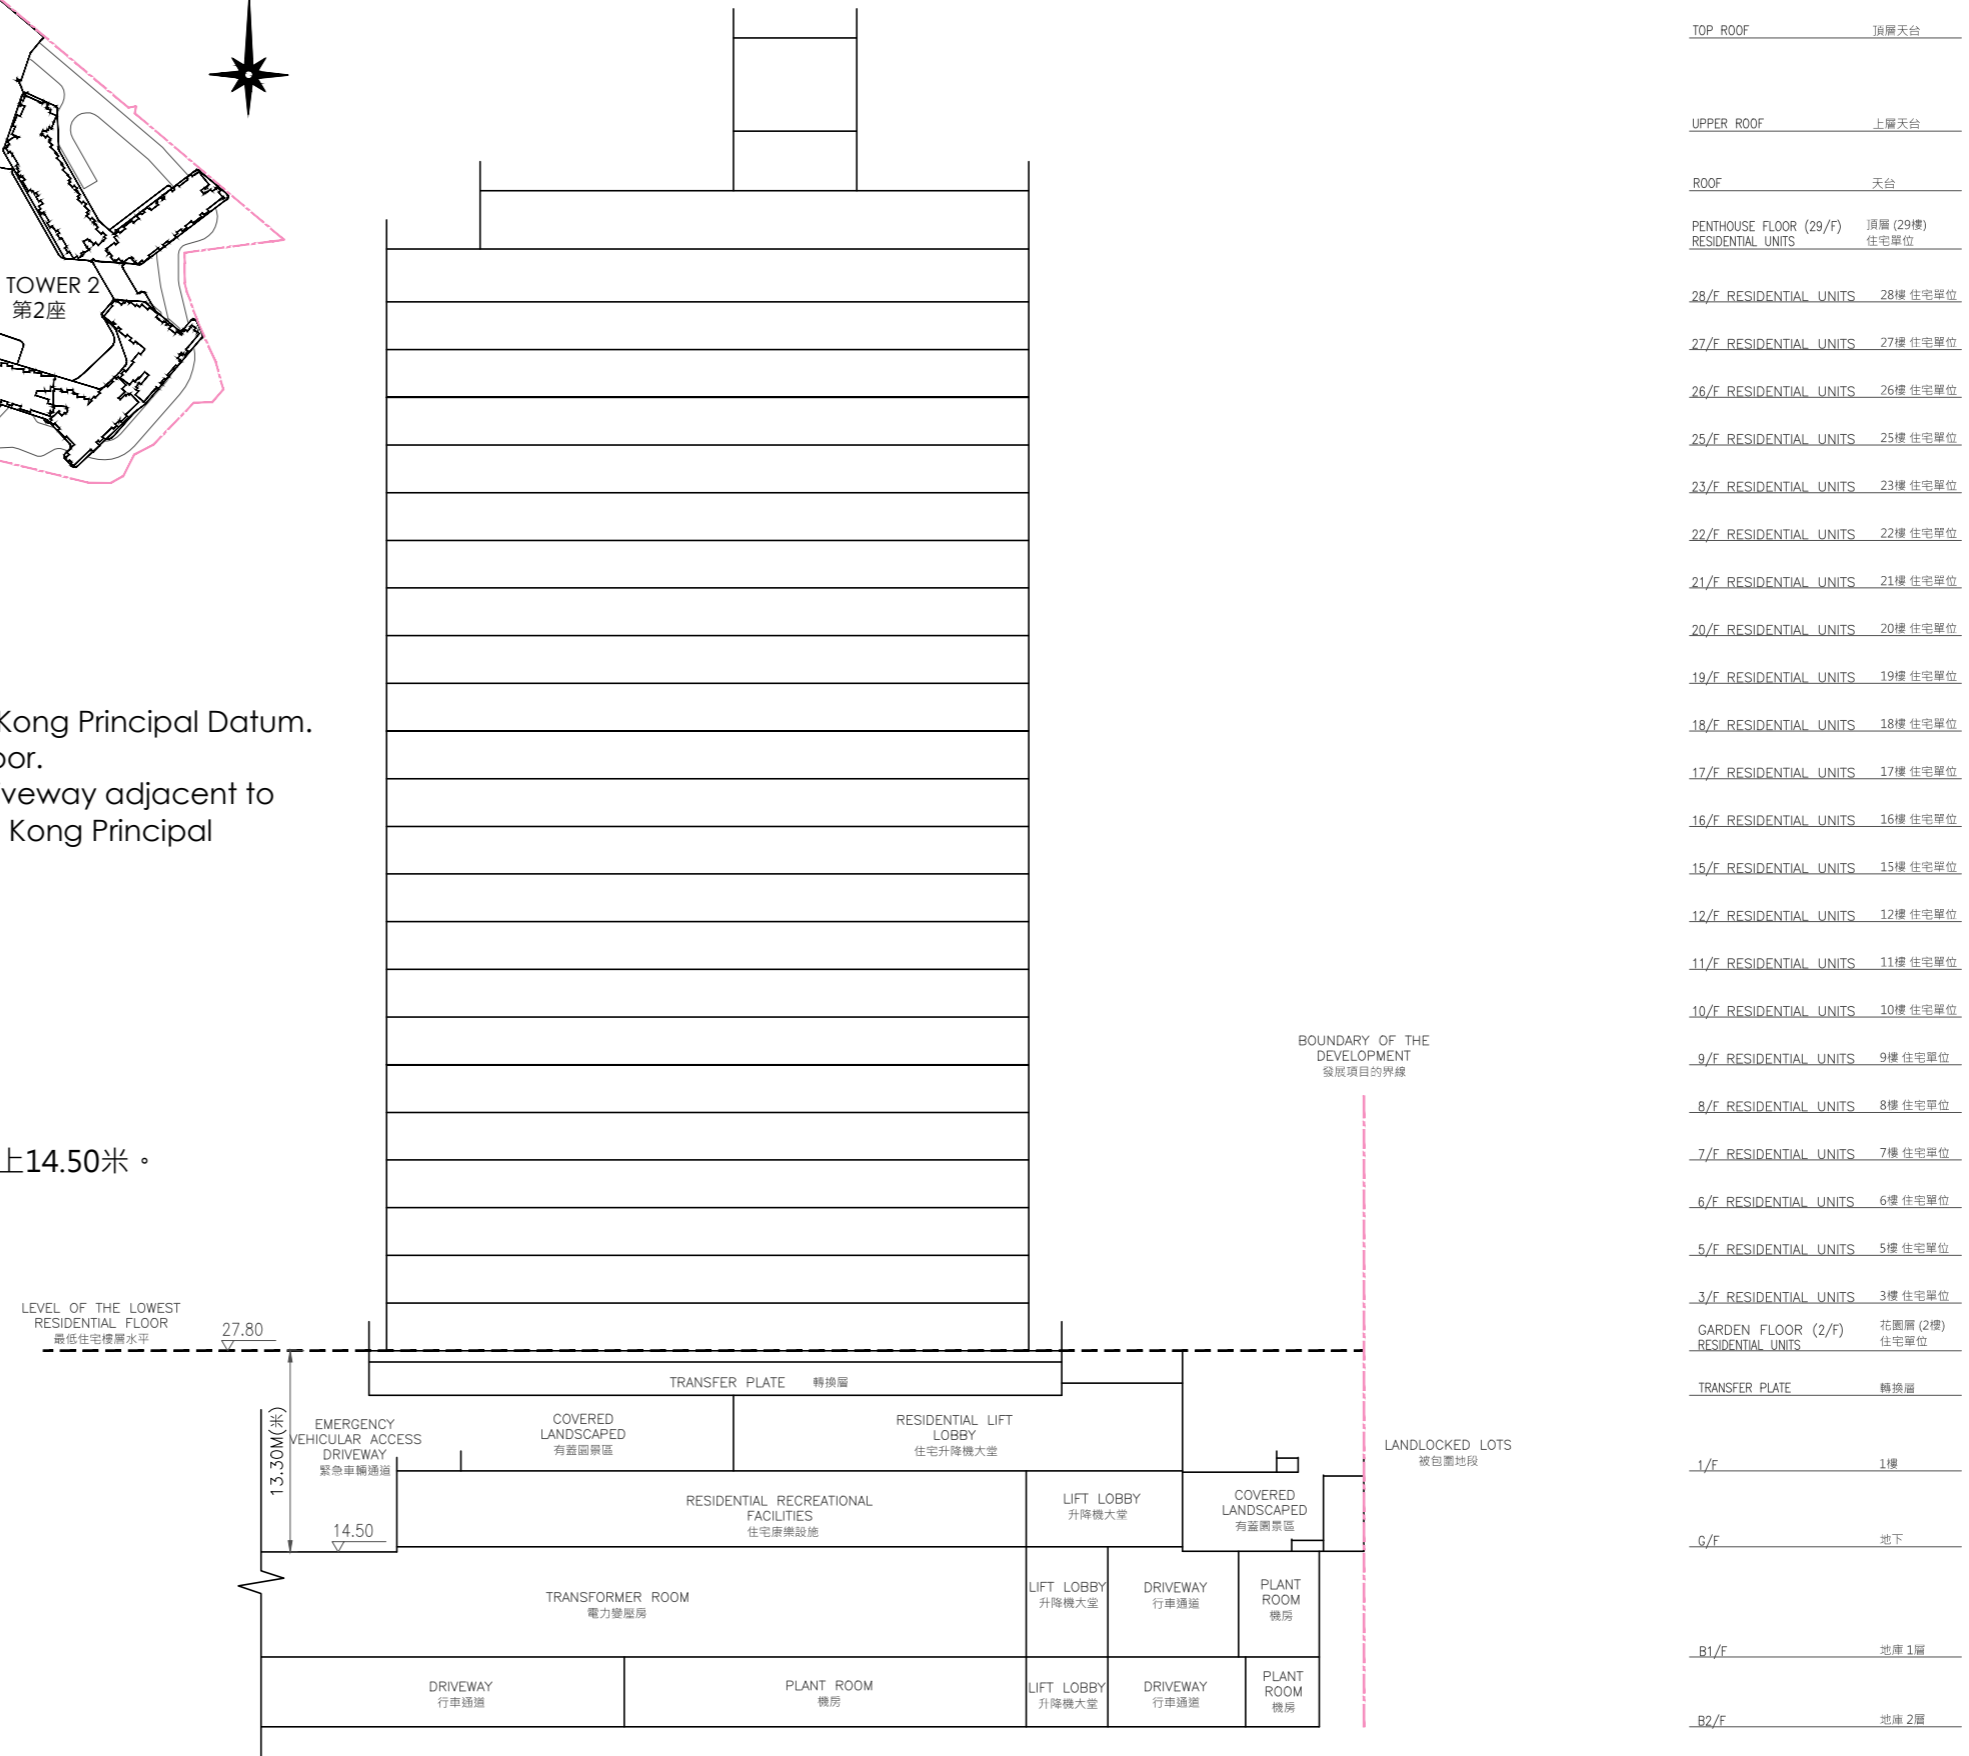 TOWER 2
第2座
Kong Principal Datum.
oor.
veway adjacent to
Kong Principal
上14.50米。
LEVEL OF THE LOWEST
RESIDENTIAL FLOOR
最低住宅樓層水平
27.80
13.30M(米)
14.50
EMERGENCY
VEHICULAR ACCESS
DRIVEWAY
緊急車輛通道
TRANSFER PLATE 轉換層
COVERED
LANDSCAPED
有蓋園景區
RESIDENTIAL LIFT
LOBBY
住宅升降機大堂
RESIDENTIAL RECREATIONAL
FACILITIES
住宅康樂設施
LIFT LOBBY
升降機大堂
COVERED
LANDSCAPED
有蓋園景區
TRANSFORMER ROOM
電力變壓房
LIFT LOBBY
升降機大堂
DRIVEWAY
行車通道
PLANT
ROOM
機房
DRIVEWAY
行車通道
PLANT ROOM
機房
LIFT LOBBY
升降機大堂
DRIVEWAY
行車通道
PLANT
ROOM
機房
BOUNDARY OF THE
DEVELOPMENT
發展項目的界線
LANDLOCKED LOTS
被包圍地段
TOP ROOF 頂層天台
UPPER ROOF 上層天台
ROOF 天台
PENTHOUSE FLOOR (29/F) 頂層 (29樓)
RESIDENTIAL UNITS 住宅單位
28/F RESIDENTIAL UNITS 28樓 住宅單位
27/F RESIDENTIAL UNITS 27樓 住宅單位
26/F RESIDENTIAL UNITS 26樓 住宅單位
25/F RESIDENTIAL UNITS 25樓 住宅單位
23/F RESIDENTIAL UNITS 23樓 住宅單位
22/F RESIDENTIAL UNITS 22樓 住宅單位
21/F RESIDENTIAL UNITS 21樓 住宅單位
20/F RESIDENTIAL UNITS 20樓 住宅單位
19/F RESIDENTIAL UNITS 19樓 住宅單位
18/F RESIDENTIAL UNITS 18樓 住宅單位
17/F RESIDENTIAL UNITS 17樓 住宅單位
16/F RESIDENTIAL UNITS 16樓 住宅單位
15/F RESIDENTIAL UNITS 15樓 住宅單位
12/F RESIDENTIAL UNITS 12樓 住宅單位
11/F RESIDENTIAL UNITS 11樓 住宅單位
10/F RESIDENTIAL UNITS 10樓 住宅單位
9/F RESIDENTIAL UNITS 9樓 住宅單位
8/F RESIDENTIAL UNITS 8樓 住宅單位
7/F RESIDENTIAL UNITS 7樓 住宅單位
6/F RESIDENTIAL UNITS 6樓 住宅單位
5/F RESIDENTIAL UNITS 5樓 住宅單位
3/F RESIDENTIAL UNITS 3樓 住宅單位
GARDEN FLOOR (2/F) 花園層 (2樓)
RESIDENTIAL UNITS 住宅單位
TRANSFER PLATE 轉換層
1/F 1樓
G/F 地下
B1/F 地庫 1層
B2/F 地庫 2層